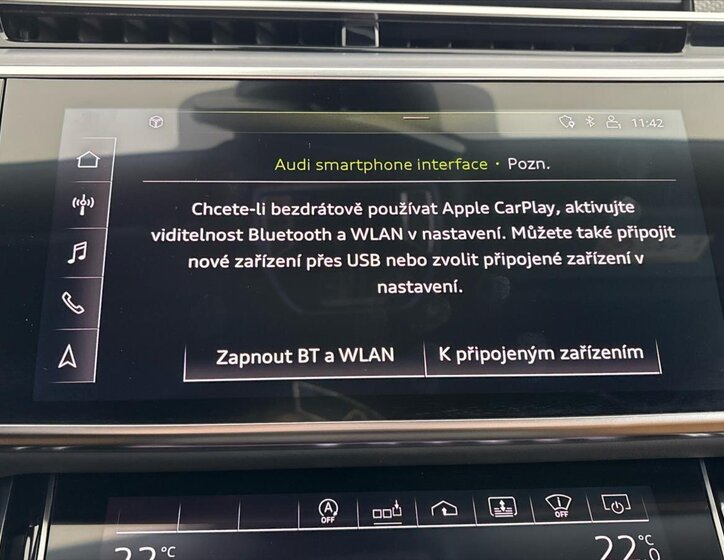 11:42
Audi smartphone interface · Pozn.
Chcete-li bezdrátově používat Apple CarPlay, aktivujte
viditelnost Bluetooth a WLAN v nastavení. Můžete také připojit
nové zařízení přes USB nebo zvolit připojené zařízení v
nastavení.
Zapnout BT a WLAN
K připojeným zařízením
A
OFF
OFF
22°C
22°C